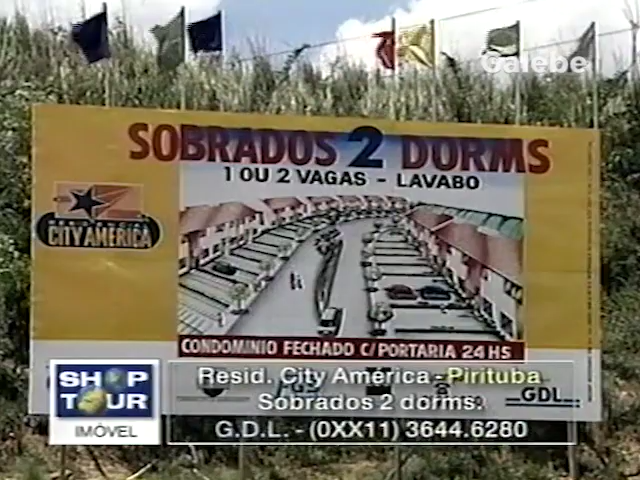 Galebe
SOBRADOS 2 DORMS
1 OU 2 VAGAS - LAVABO
CITY AMÉRICA
CONDOMINIO FECHADO C/ PORTARIA 24 HS
GDL
SHOP TOUR
IMÓVEL
Resid. City América - Pirituba
Sobrados 2 dorms.
G.D.L. - (0XX11) 3644.6280